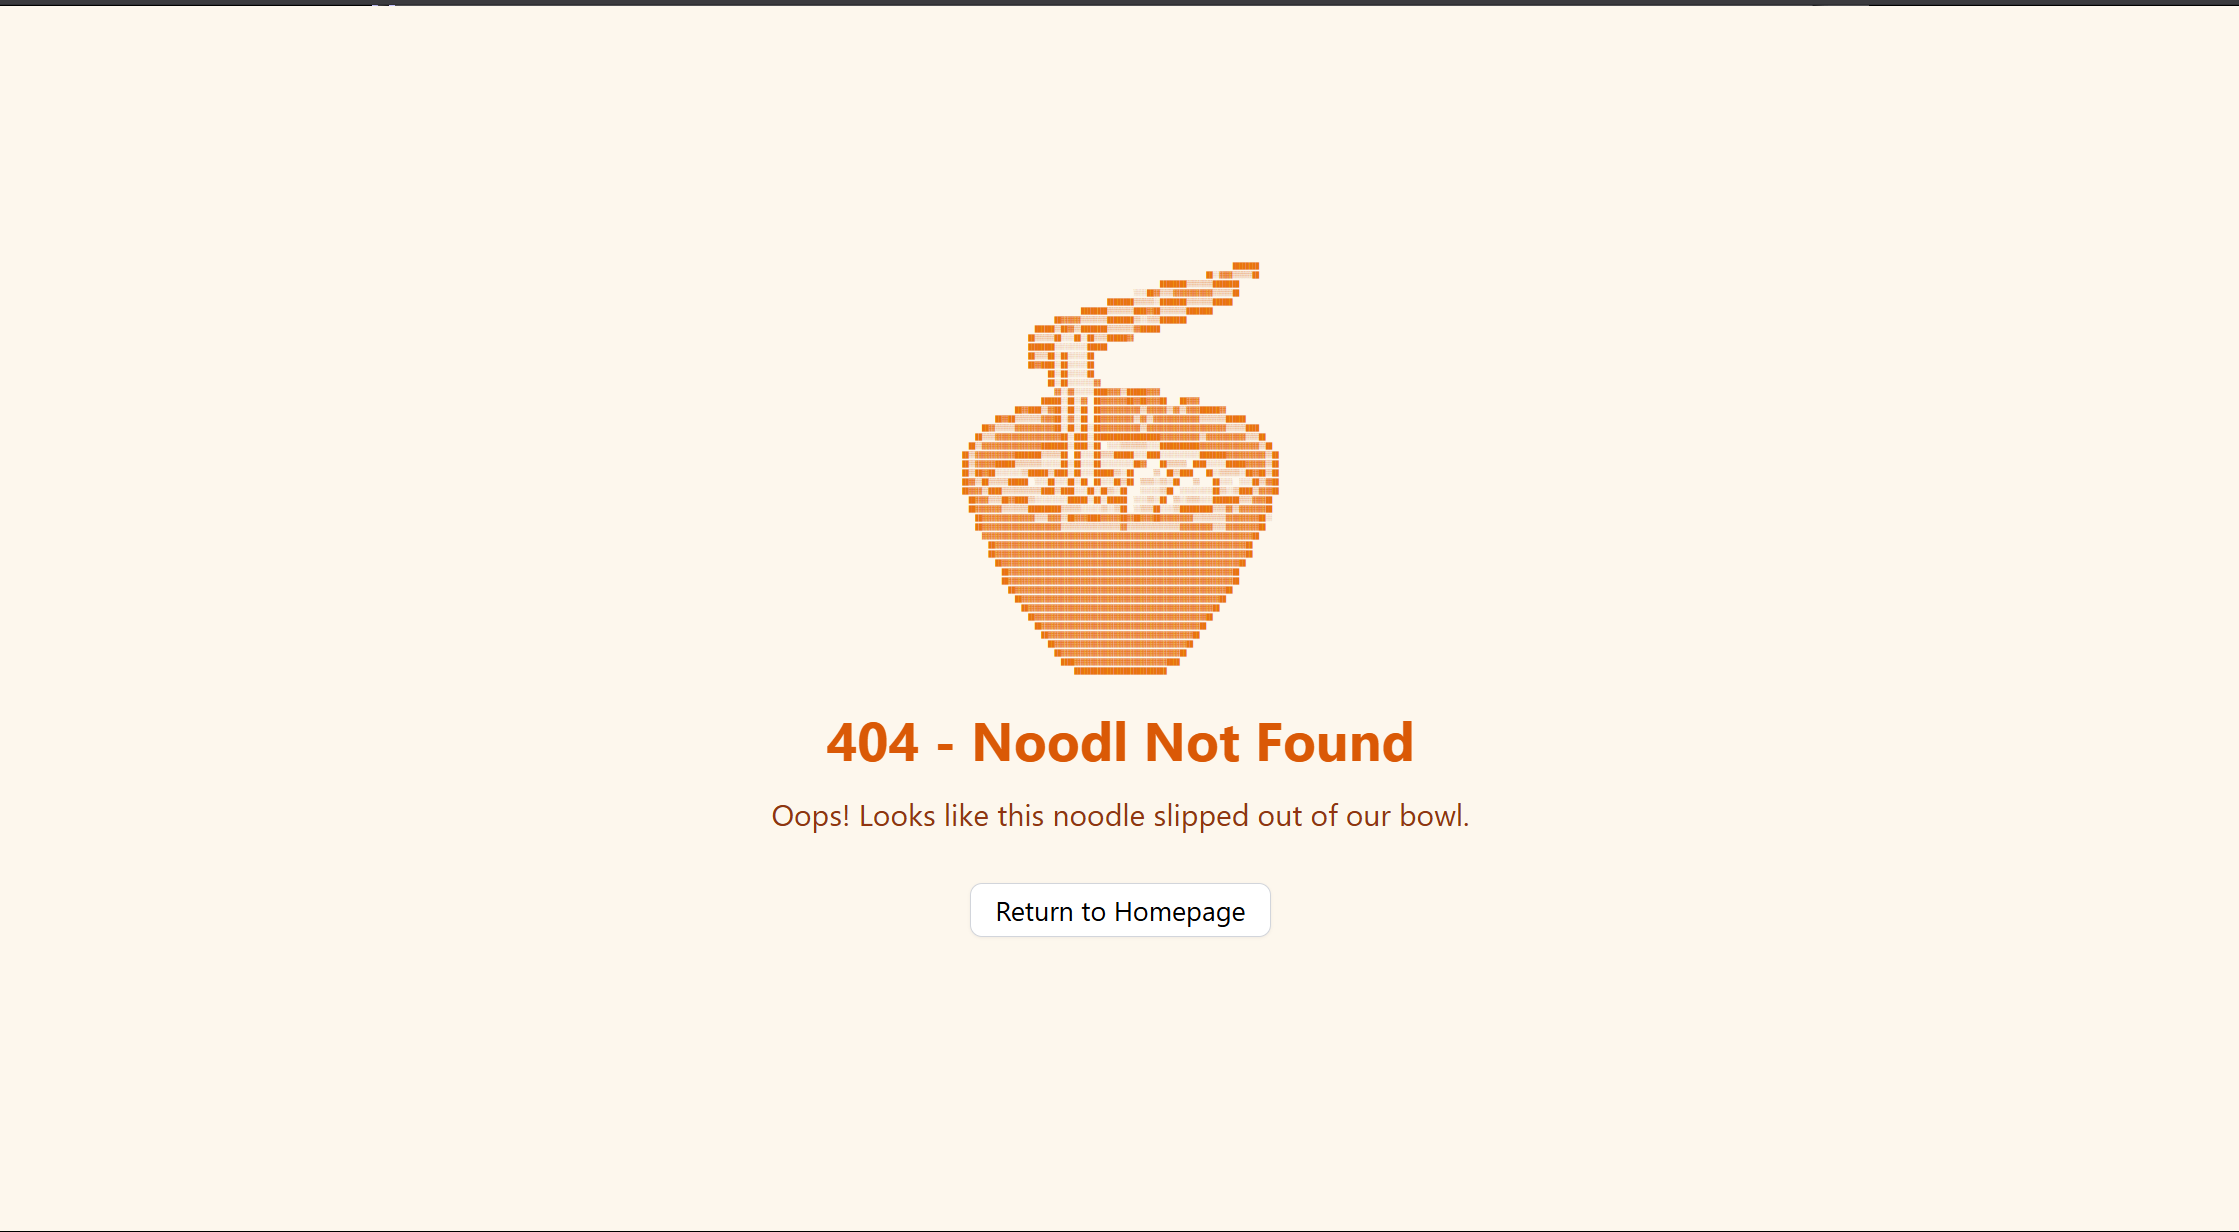 404 - Noodl Not Found
Oops! Looks like this noodle slipped out of our bowl.
Return to Homepage